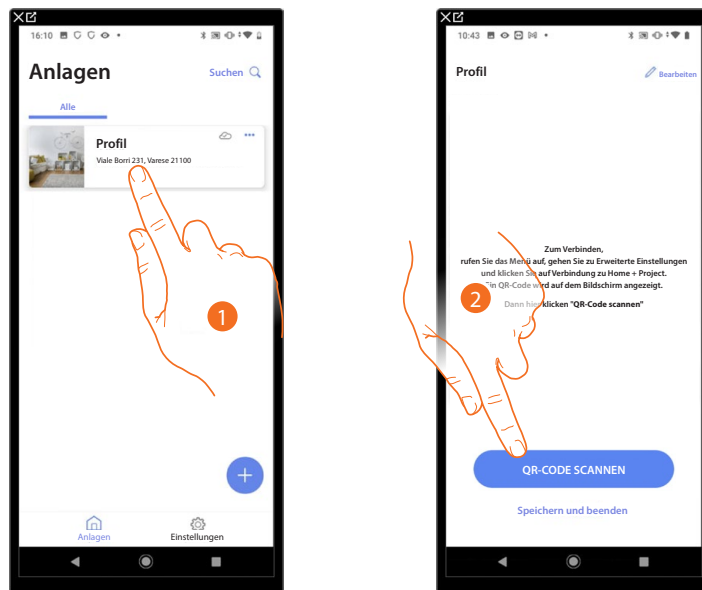 16:10
Anlagen
Suchen
Alle
Profil
Viale Borri 231, Varese 21100
1
Anlagen
Einstellungen
10:43
Profil
Bearbeiten
Zum Verbinden,
rufen Sie das Menü auf, gehen Sie zu Erweiterte Einstellungen
und klicken Sie auf Verbindung zu Home + Project.
Ein QR-Code wird auf dem Bildschirm angezeigt.
Dann hier klicken "QR-Code scannen"
2
QR-CODE SCANNEN
Speichern und beenden